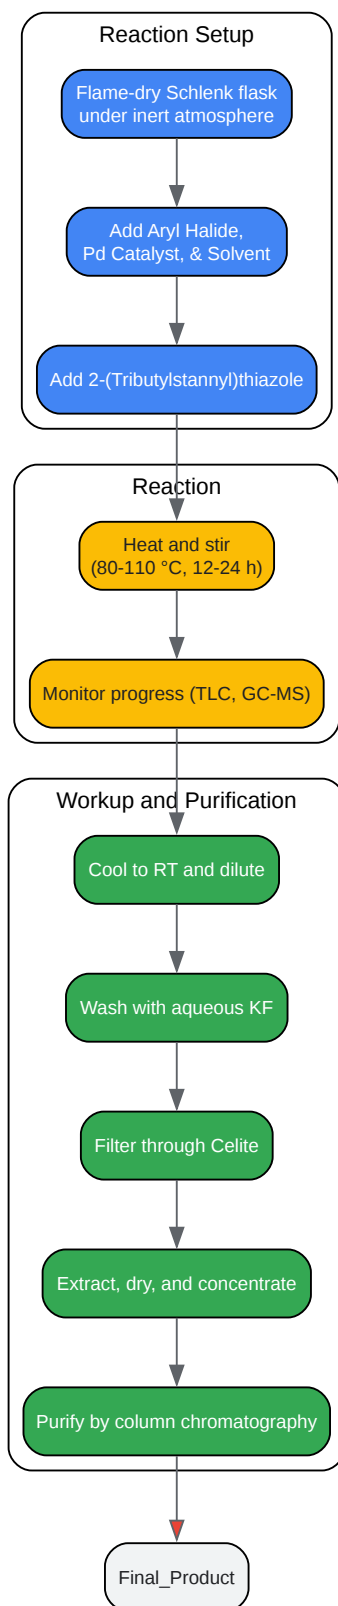 Reaction Setup
Flame-dry Schlenk flask
under inert atmosphere
Add Aryl Halide,
Pd Catalyst, & Solvent
Add 2-(Tributylstannyl)thiazole
Reaction
Heat and stir
(80-110 °C, 12-24 h)
Monitor progress (TLC, GC-MS)
Workup and Purification
Cool to RT and dilute
Wash with aqueous KF
Filter through Celite
Extract, dry, and concentrate
Purify by column chromatography
Final_Product